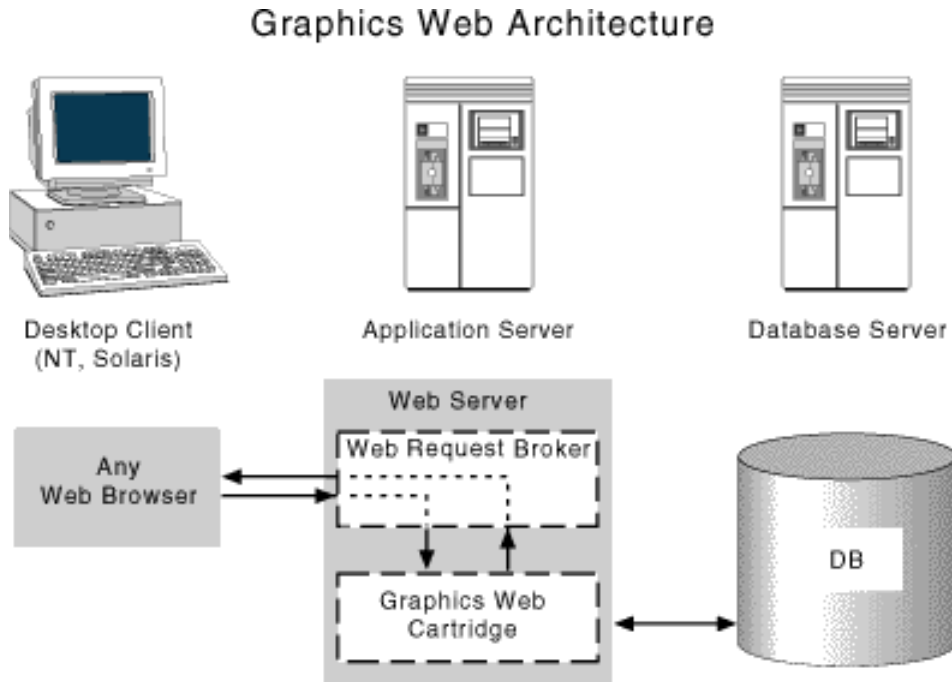 Graphics Web Architecture
Desktop Client
(NT, Solaris)
Application Server
Database Server
Web Server
Web Request Broker
Any
Web Browser
Graphics Web
Cartridge
DB